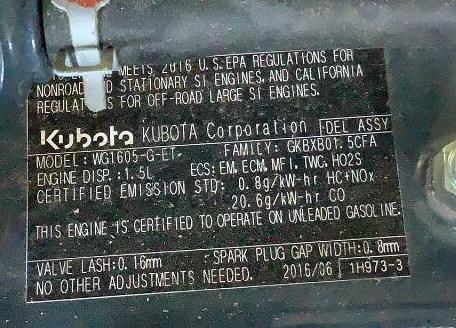 MEETS 2016 U.S. EPA REGULATIONS FOR
NONROAD STATIONARY SI ENGINES, AND CALIFORNIA
REGULAT S FOR OFF-ROAD LARGE SI ENGINES.
Kubota KUBOTA Corporation DEL ASSY
MODEL: WG1605-G-ET FAMILY: GKBXB01.5CFA
ENGINE DISP.: 1.5L ECS: EM, ECM, MFI, TWC, HO2S
CERTIFIED EMISSION STD: 0.8g/kW-hr HC+NOx
20.6g/kW-hr CO
THIS ENGINE IS CERTIFIED TO OPERATE ON UNLEADED GASOLINE.
VALVE LASH: 0.16mm SPARK PLUG GAP WIDTH: 0.8mm
NO OTHER ADJUSTMENTS NEEDED. 2016/06 1H973-3